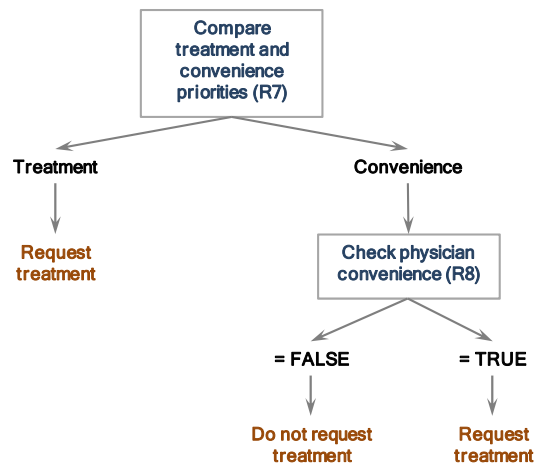 Compare
treatment and
convenience
priorities (R7)
Treatment
Convenience
Request
treatment
Check physician
convenience (R8)
= FALSE
= TRUE
Do not request
treatment
Request
treatment